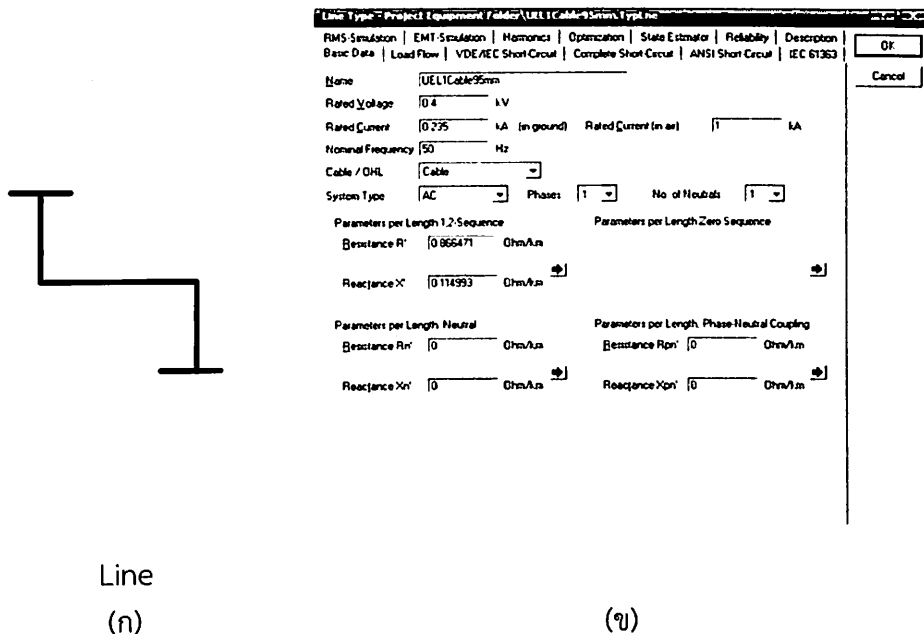 Line Type - Project Equipment Folder\UEL1Cable95mm.TypLne
RMS-Simulation EMT-Simulation Harmonics Optimization State Estimator Reliability Description
Basic Data Load Flow VDE/IEC Short-Circuit Complete Short-Circuit ANSI Short-Circuit IEC 61363
OK
Cancel
Name UEL1Cable95mm
Rated Voltage 0.4 kV
Rated Current 0.235 kA (in ground) Rated Current (in air) 1 kA
Nominal Frequency 50 Hz
Cable / OHL Cable
System Type AC Phases 1 No. of Neutrals 1
Parameters per Length 1,2-Sequence Parameters per Length Zero Sequence
Resistance R' 0.866471 Ohm/km
Reactance X' 0.114993 Ohm/km
Parameters per Length, Neutral Parameters per Length, Phase-Neutral Coupling
Resistance Rn' 0 Ohm/km Resistance Rpn' 0 Ohm/km
Reactance Xn' 0 Ohm/km Reactance Xpn' 0 Ohm/km
Line
(ก) (ข)